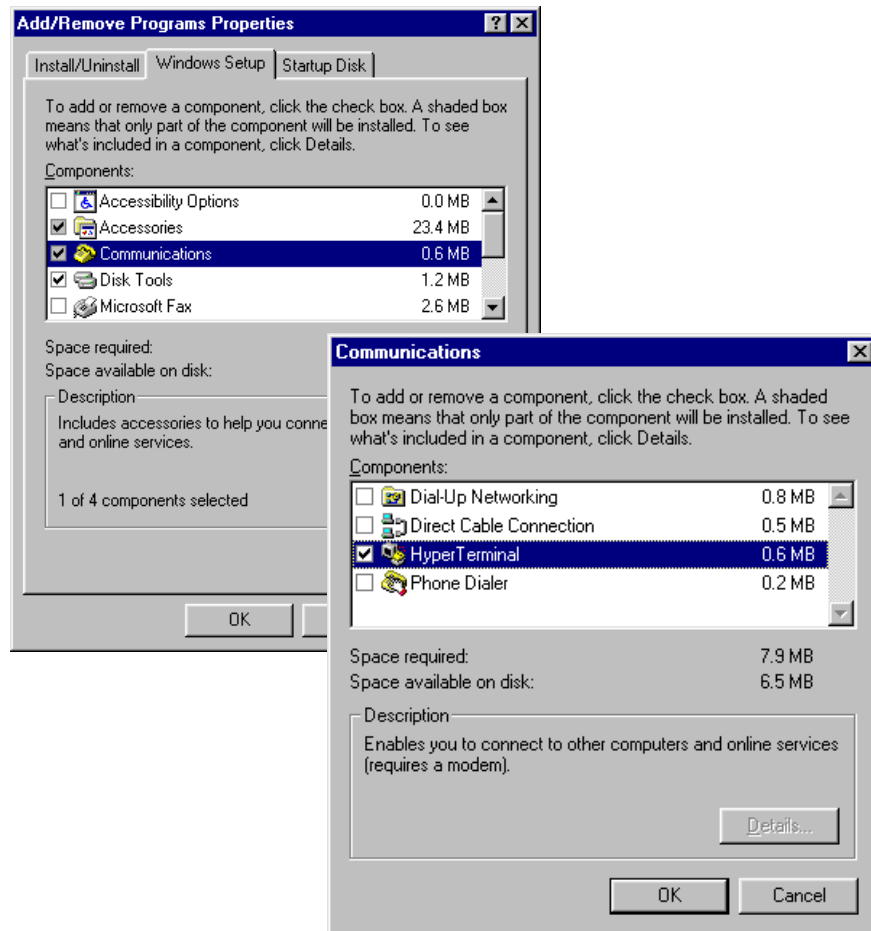 Add/Remove Programs Properties
Install/Uninstall Windows Setup Startup Disk
To add or remove a component, click the check box. A shaded box
means that only part of the component will be installed. To see
what's included in a component, click Details.
Components:
Accessibility Options 0.0 MB
Accessories 23.4 MB
Communications 0.6 MB
Disk Tools 1.2 MB
Microsoft Fax 2.6 MB
Space required:
Space available on disk:
Description
Includes accessories to help you conne
and online services.
1 of 4 components selected
OK
Communications
To add or remove a component, click the check box. A shaded
box means that only part of the component will be installed. To see
what's included in a component, click Details.
Components:
Dial-Up Networking 0.8 MB
Direct Cable Connection 0.5 MB
HyperTerminal 0.6 MB
Phone Dialer 0.2 MB
Space required: 7.9 MB
Space available on disk: 6.5 MB
Description
Enables you to connect to other computers and online services
(requires a modem).
Details...
OK Cancel